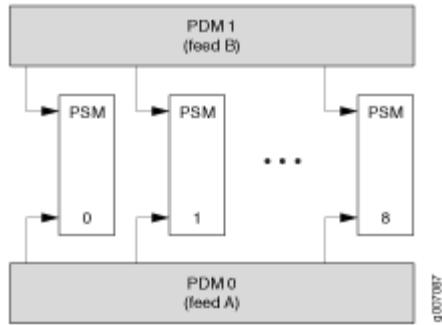 PDM 1
(feed B)
PSM PSM PSM
• • •
0 1 8
PDM 0
(feed A)
g007087